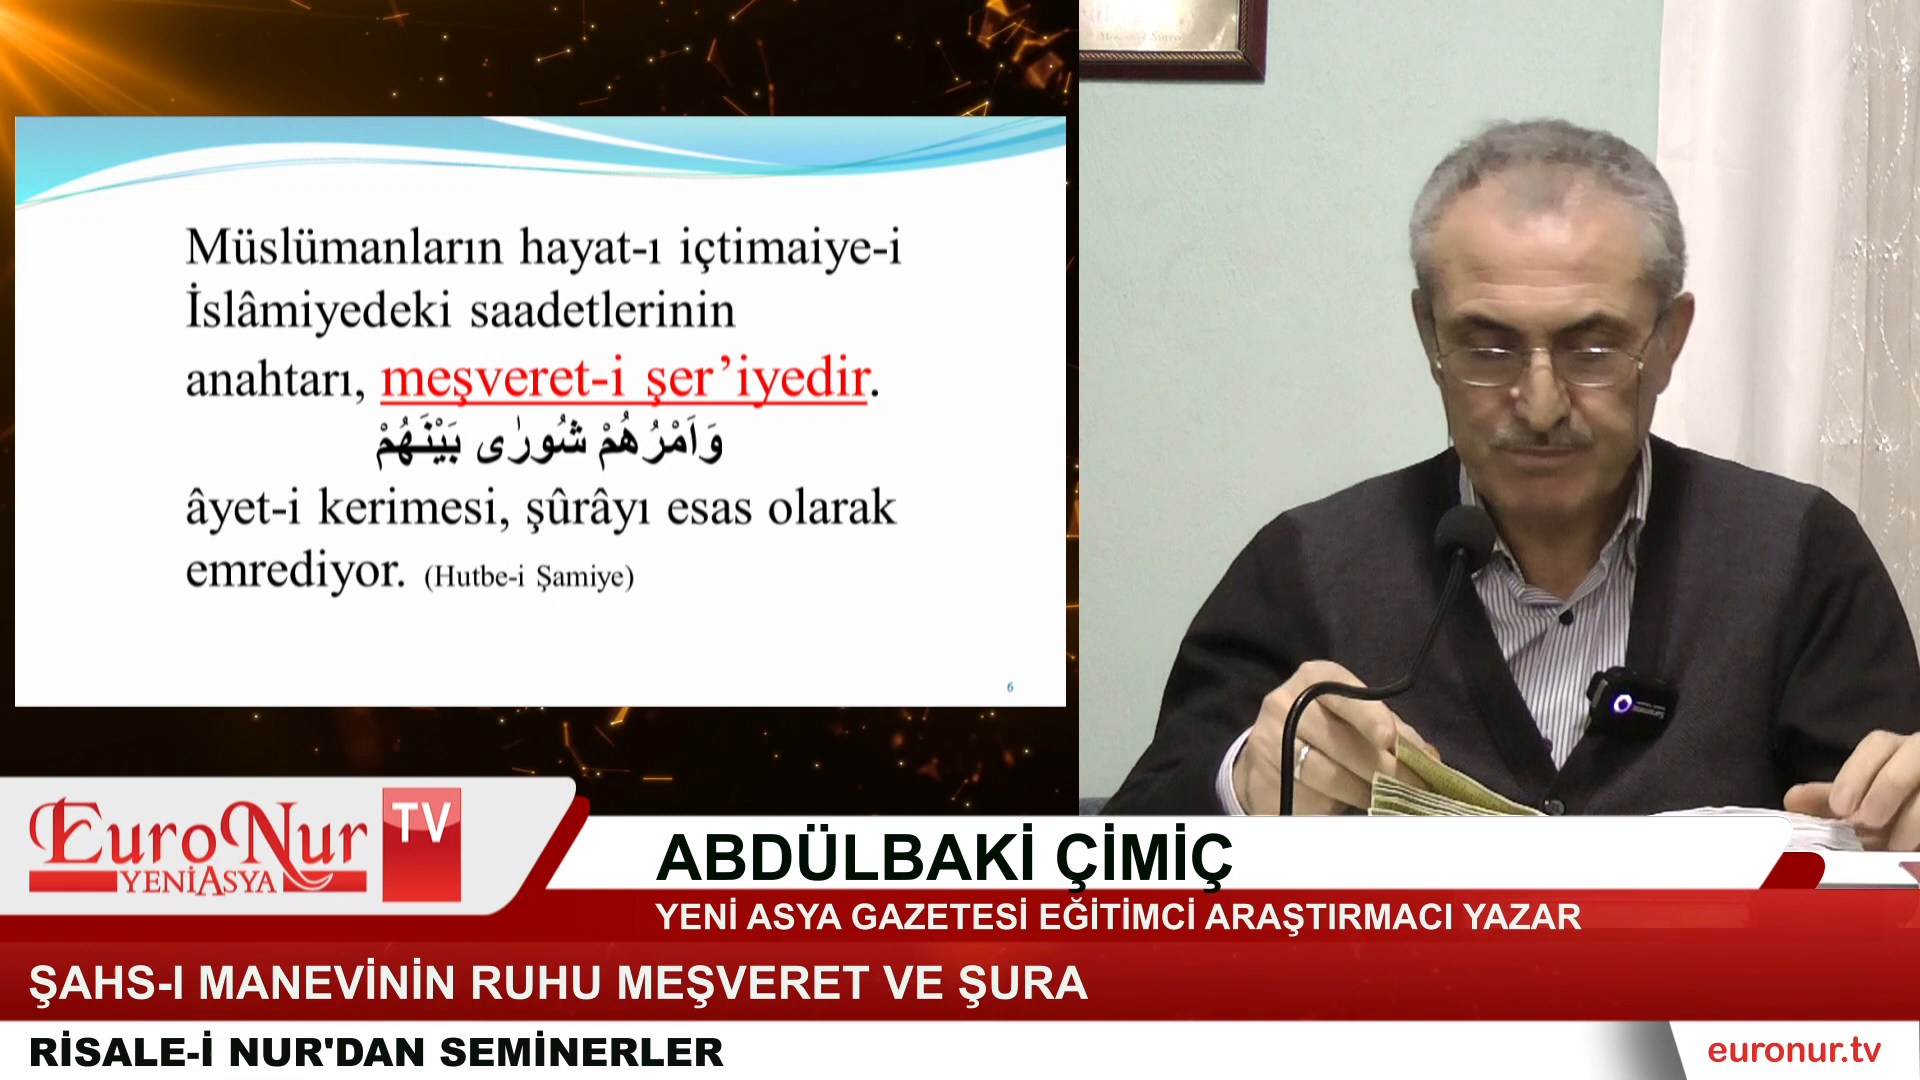 Müslümanların hayat-ı içtimaiye-i
İslâmiyedeki saadetlerinin
anahtarı, meşveret-i şer’iyedir.
وَاَمْرُهُمْ شُورٰى بَيْنَهُمْ
âyet-i kerimesi, şûrâyı esas olarak
emrediyor. (Hutbe-i Şamiye)
6
EuroNur TV
YENİASYA
ABDÜLBAKİ ÇİMİÇ
YENİ ASYA GAZETESİ EĞİTİMCİ ARAŞTIRMACI YAZAR
ŞAHS-I MANEVİNİN RUHU MEŞVERET VE ŞURA
RİSALE-İ NUR'DAN SEMİNERLER
euronur.tv